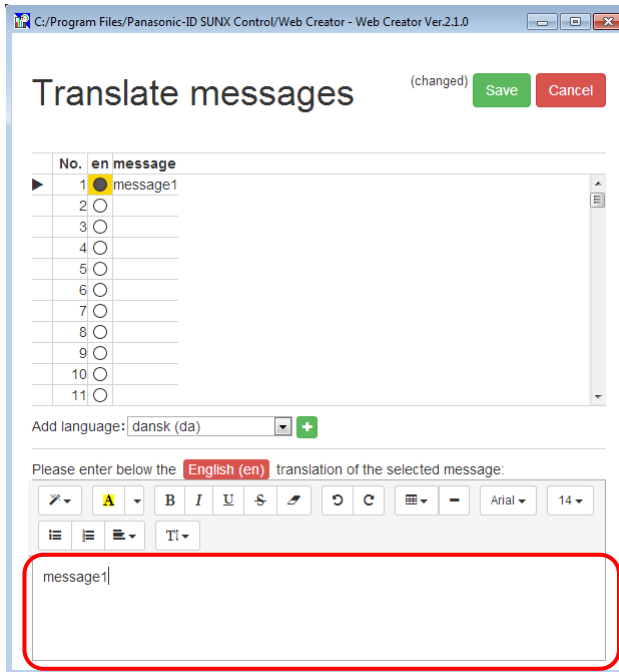 C:/Program Files/Panasonic-ID SUNX Control/Web Creator - Web Creator Ver.2.1.0
Translate messages (changed) Save Cancel
No. en message
1 message1
2
3
4
5
6
7
8
9
10
11
Add language: dansk (da)
Please enter below the English (en) translation of the selected message:
A B I U S Arial 14
T
message1